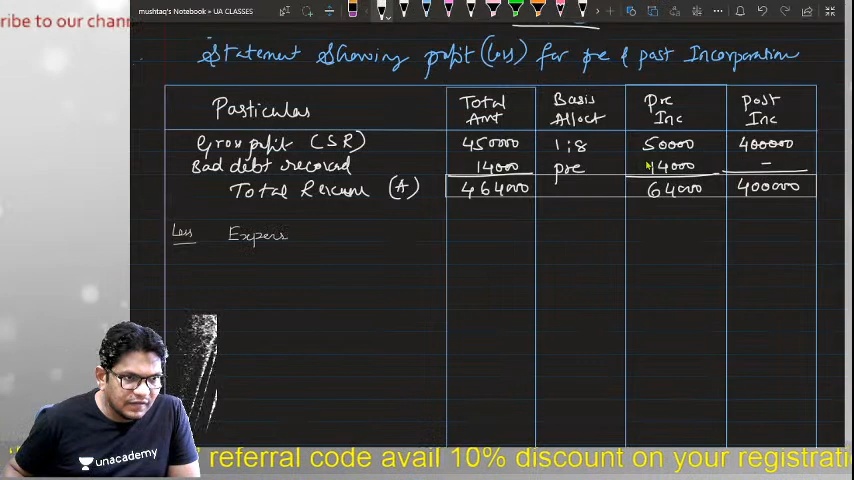 ribe to our chann
mushtaq's Notebook » UA CLASSES
Statement Showing profit (loss) for pre & post Incorporation
Particulars Total Amt Basis Alloct Pre Inc post Inc
Gross profit (SR) 450000 1:8 50000 400000
Bad debt recovered 14000 pre 14000 -
Total Revenue (A) 464000 64000 400000
Less Expens
unacademy
referral code avail 10% discount on your registrati